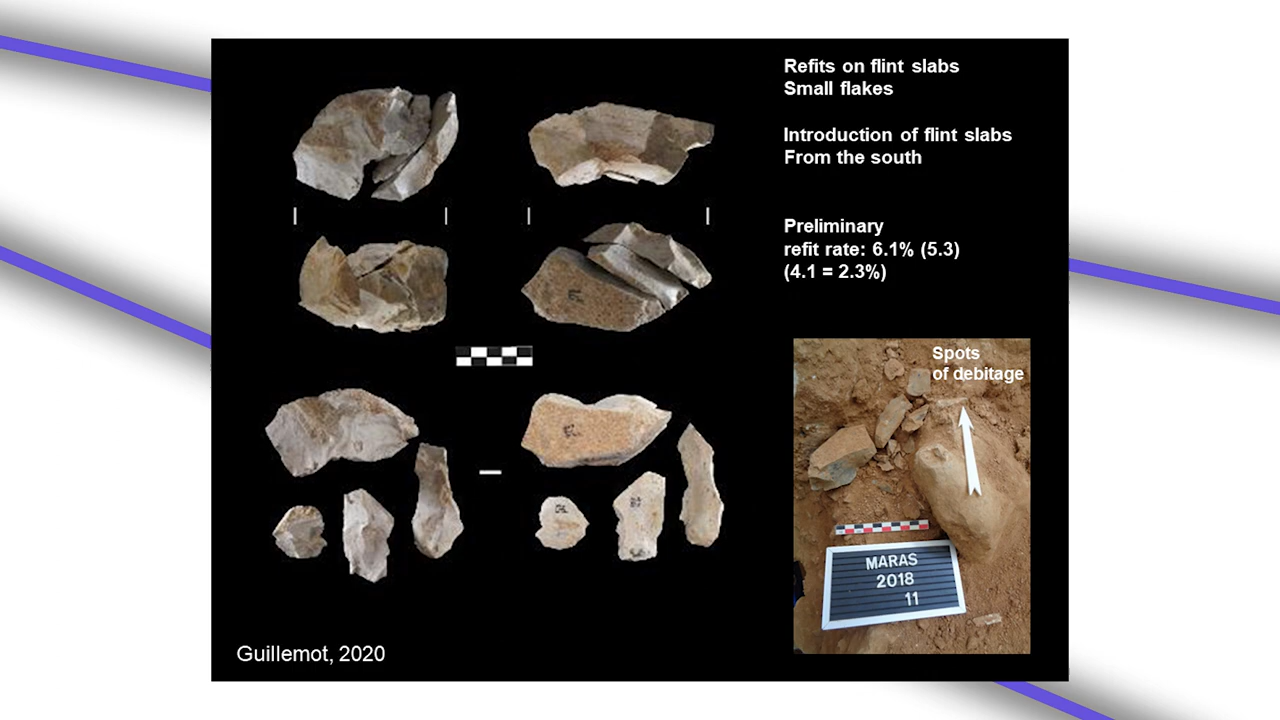 Refits on flint slabs
Small flakes
Introduction of flint slabs
From the south
Preliminary
refit rate: 6.1% (5.3)
(4.1 = 2.3%)
Spots
of debitage
MARAS
2018
11
Guillemot, 2020